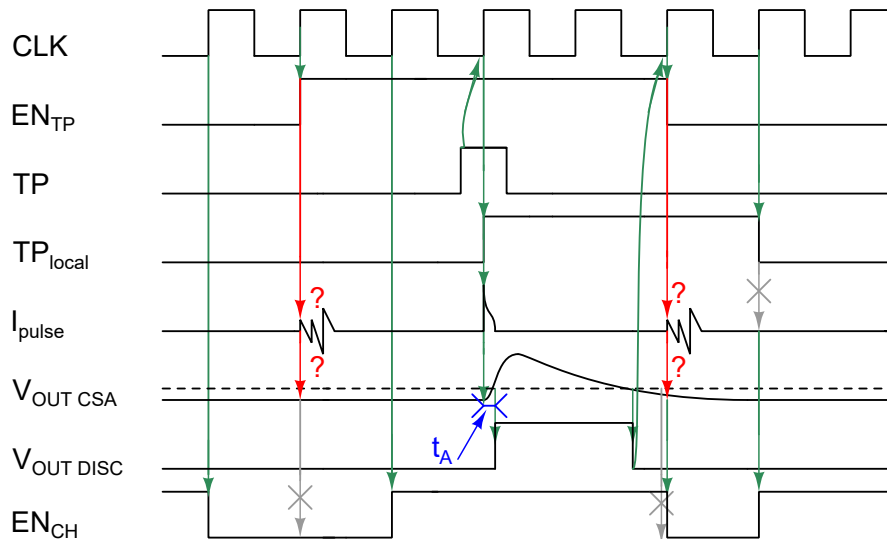 CLK
EN_TP
TP
TP_local
?
?
I_pulse
?
?
V_OUT CSA
t_A
V_OUT DISC
EN_CH